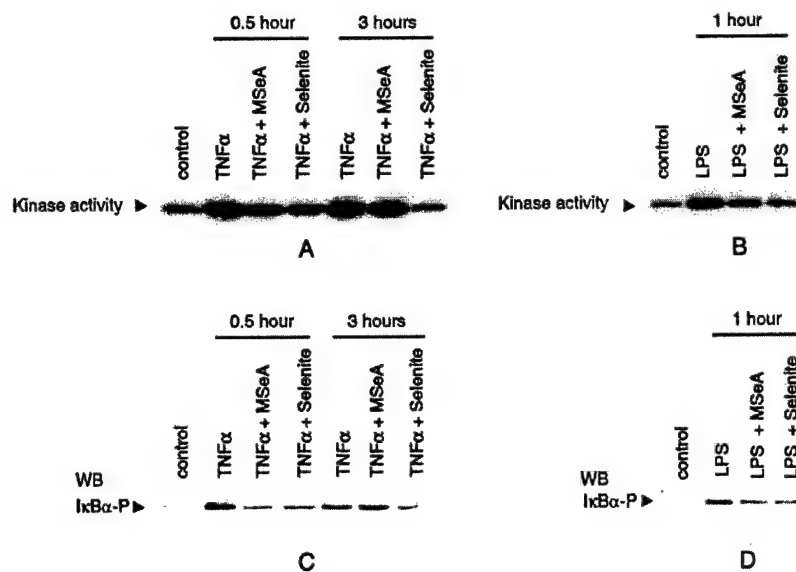 0.5 hour
3 hours
control
TNFα
TNFα + MSeA
TNFα + Selenite
TNFα
TNFα + MSeA
TNFα + Selenite
Kinase activity
A
1 hour
control
LPS
LPS + MSeA
LPS + Selenite
Kinase activity
B
0.5 hour
3 hours
control
TNFα
TNFα + MSeA
TNFα + Selenite
TNFα
TNFα + MSeA
TNFα + Selenite
WB
IκBα-P
C
1 hour
control
LPS
LPS + MSeA
LPS + Selenite
WB
IκBα-P
D